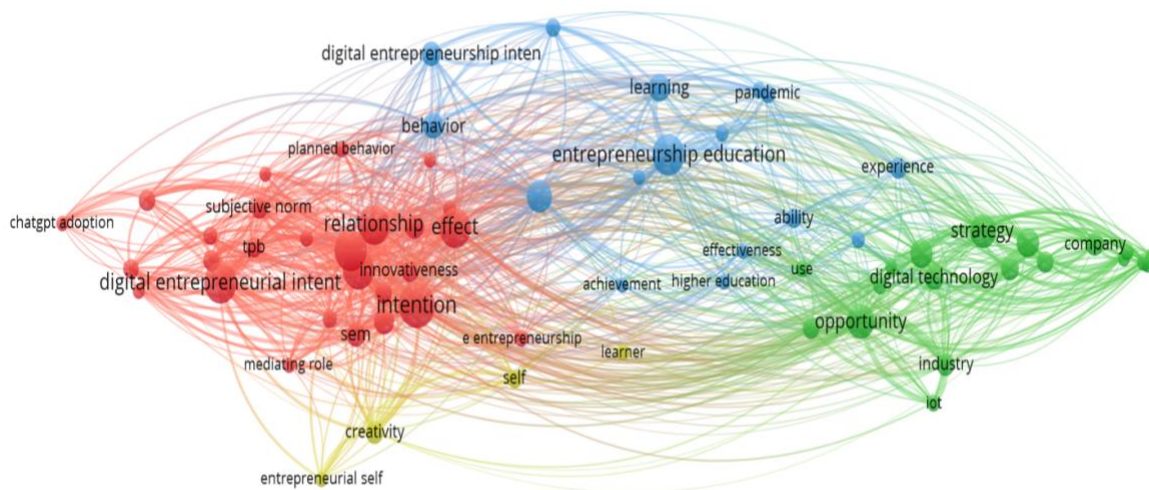 digital entrepreneurship inten
learning
pandemic
behavior
planned behavior
entrepreneurship education
experience
chatgpt adoption
subjective norm
relationship
effect
ability
strategy
tpb
effectiveness
company
digital entrepreneurial intent
innovativeness
achievement
higher education
use
digital technology
intention
opportunity
sem
e entrepreneurship
learner
mediating role
self
industry
iot
creativity
entrepreneurial self